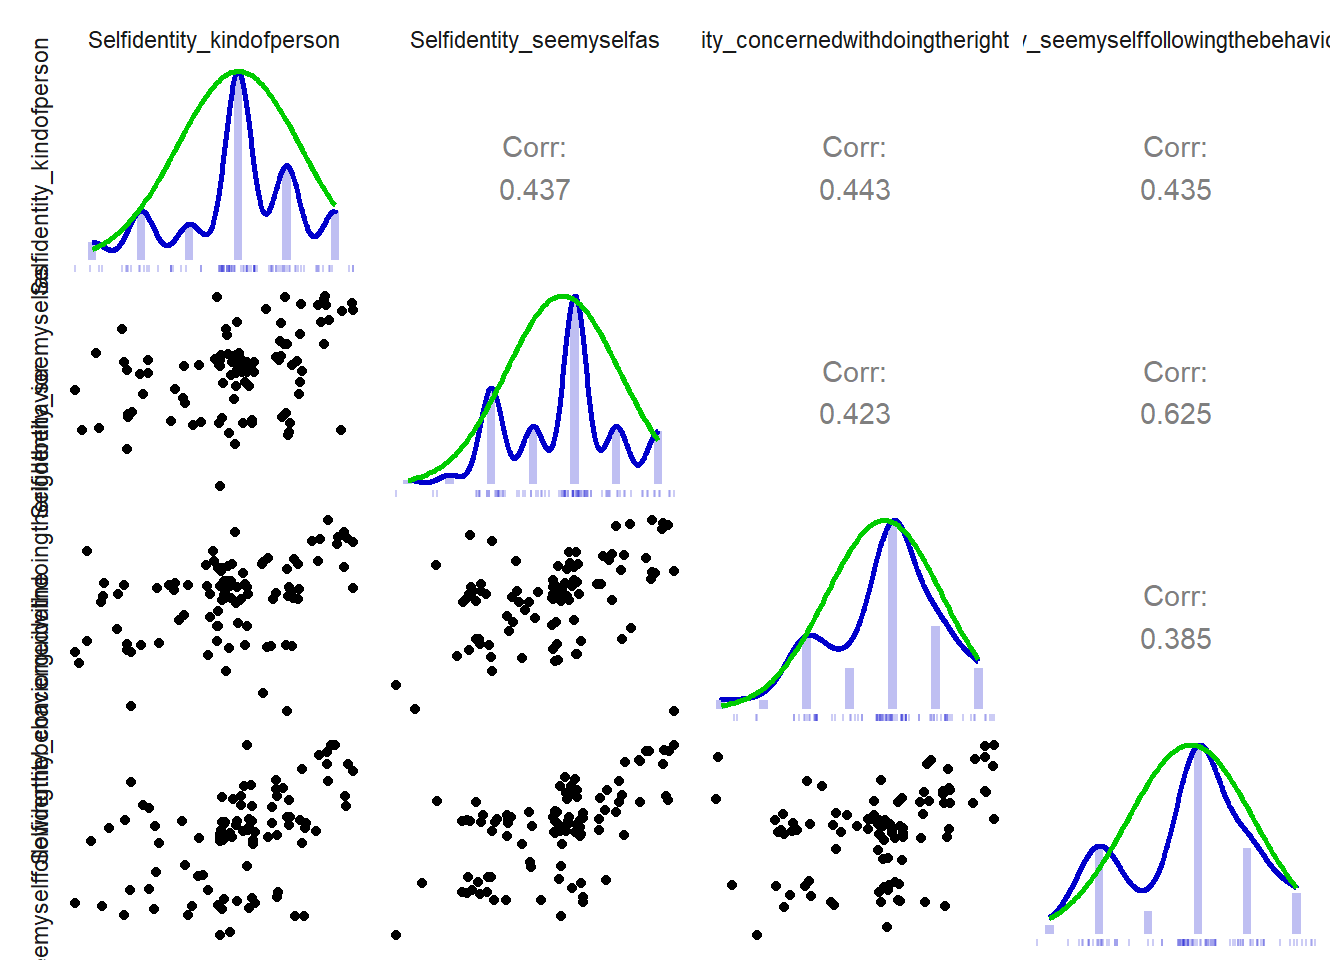 Selfidentity_kindofperson
Selfidentity_seemyselfas
ity_concernedwithdoingtheright
_seemyselffollowingthebehavio
Corr:
0.437
Corr:
0.443
Corr:
0.435
Corr:
0.423
Corr:
0.625
Corr:
0.385
Selfidentity_kindofperson